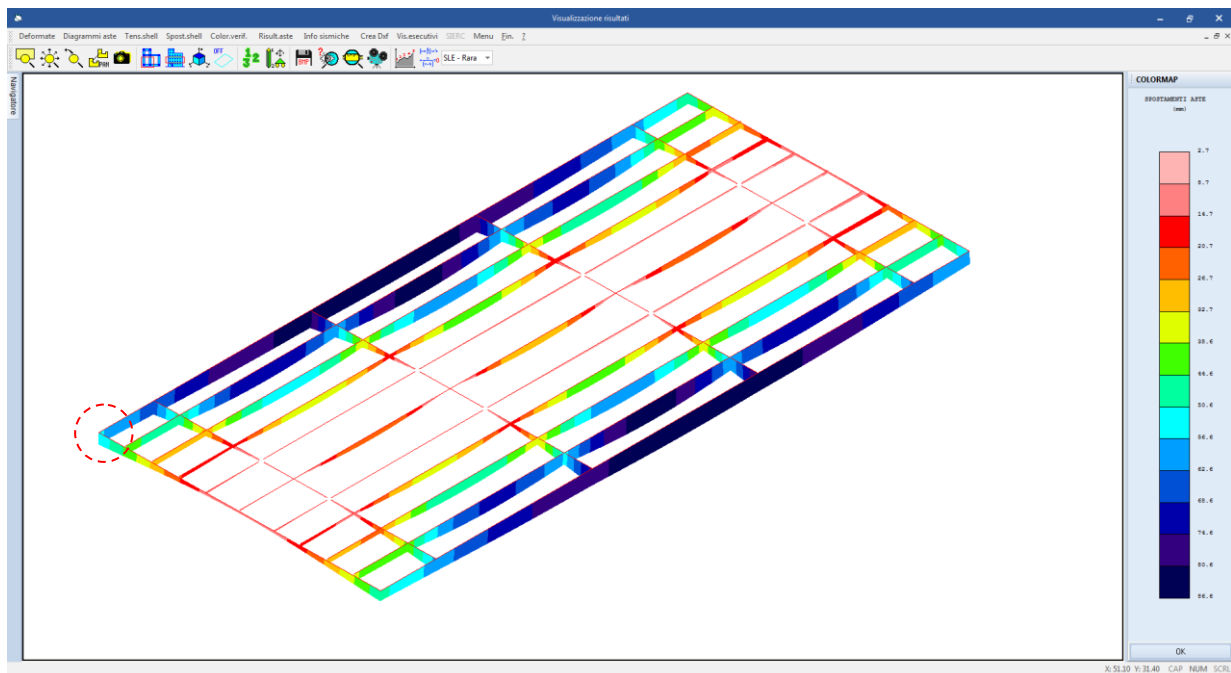 Visualizzazione risultati
Deformate Diagrammi aste Tens.shell Spost.shell Color.verif. Risult.aste Info sismiche Crea Dxf Vis.esecutivi SIERC Menu Fin. ?
PAN OFF BMP SLE - Rara
Navigatore
COLORMAP
SPOSTAMENTI ASTE
(mm)
2.7
8.7
14.7
20.7
26.7
32.7
38.6
44.6
50.6
56.6
62.6
68.6
74.6
80.6
86.6
OK
X: 51.10 Y: 31.40 CAP NUM SCRL